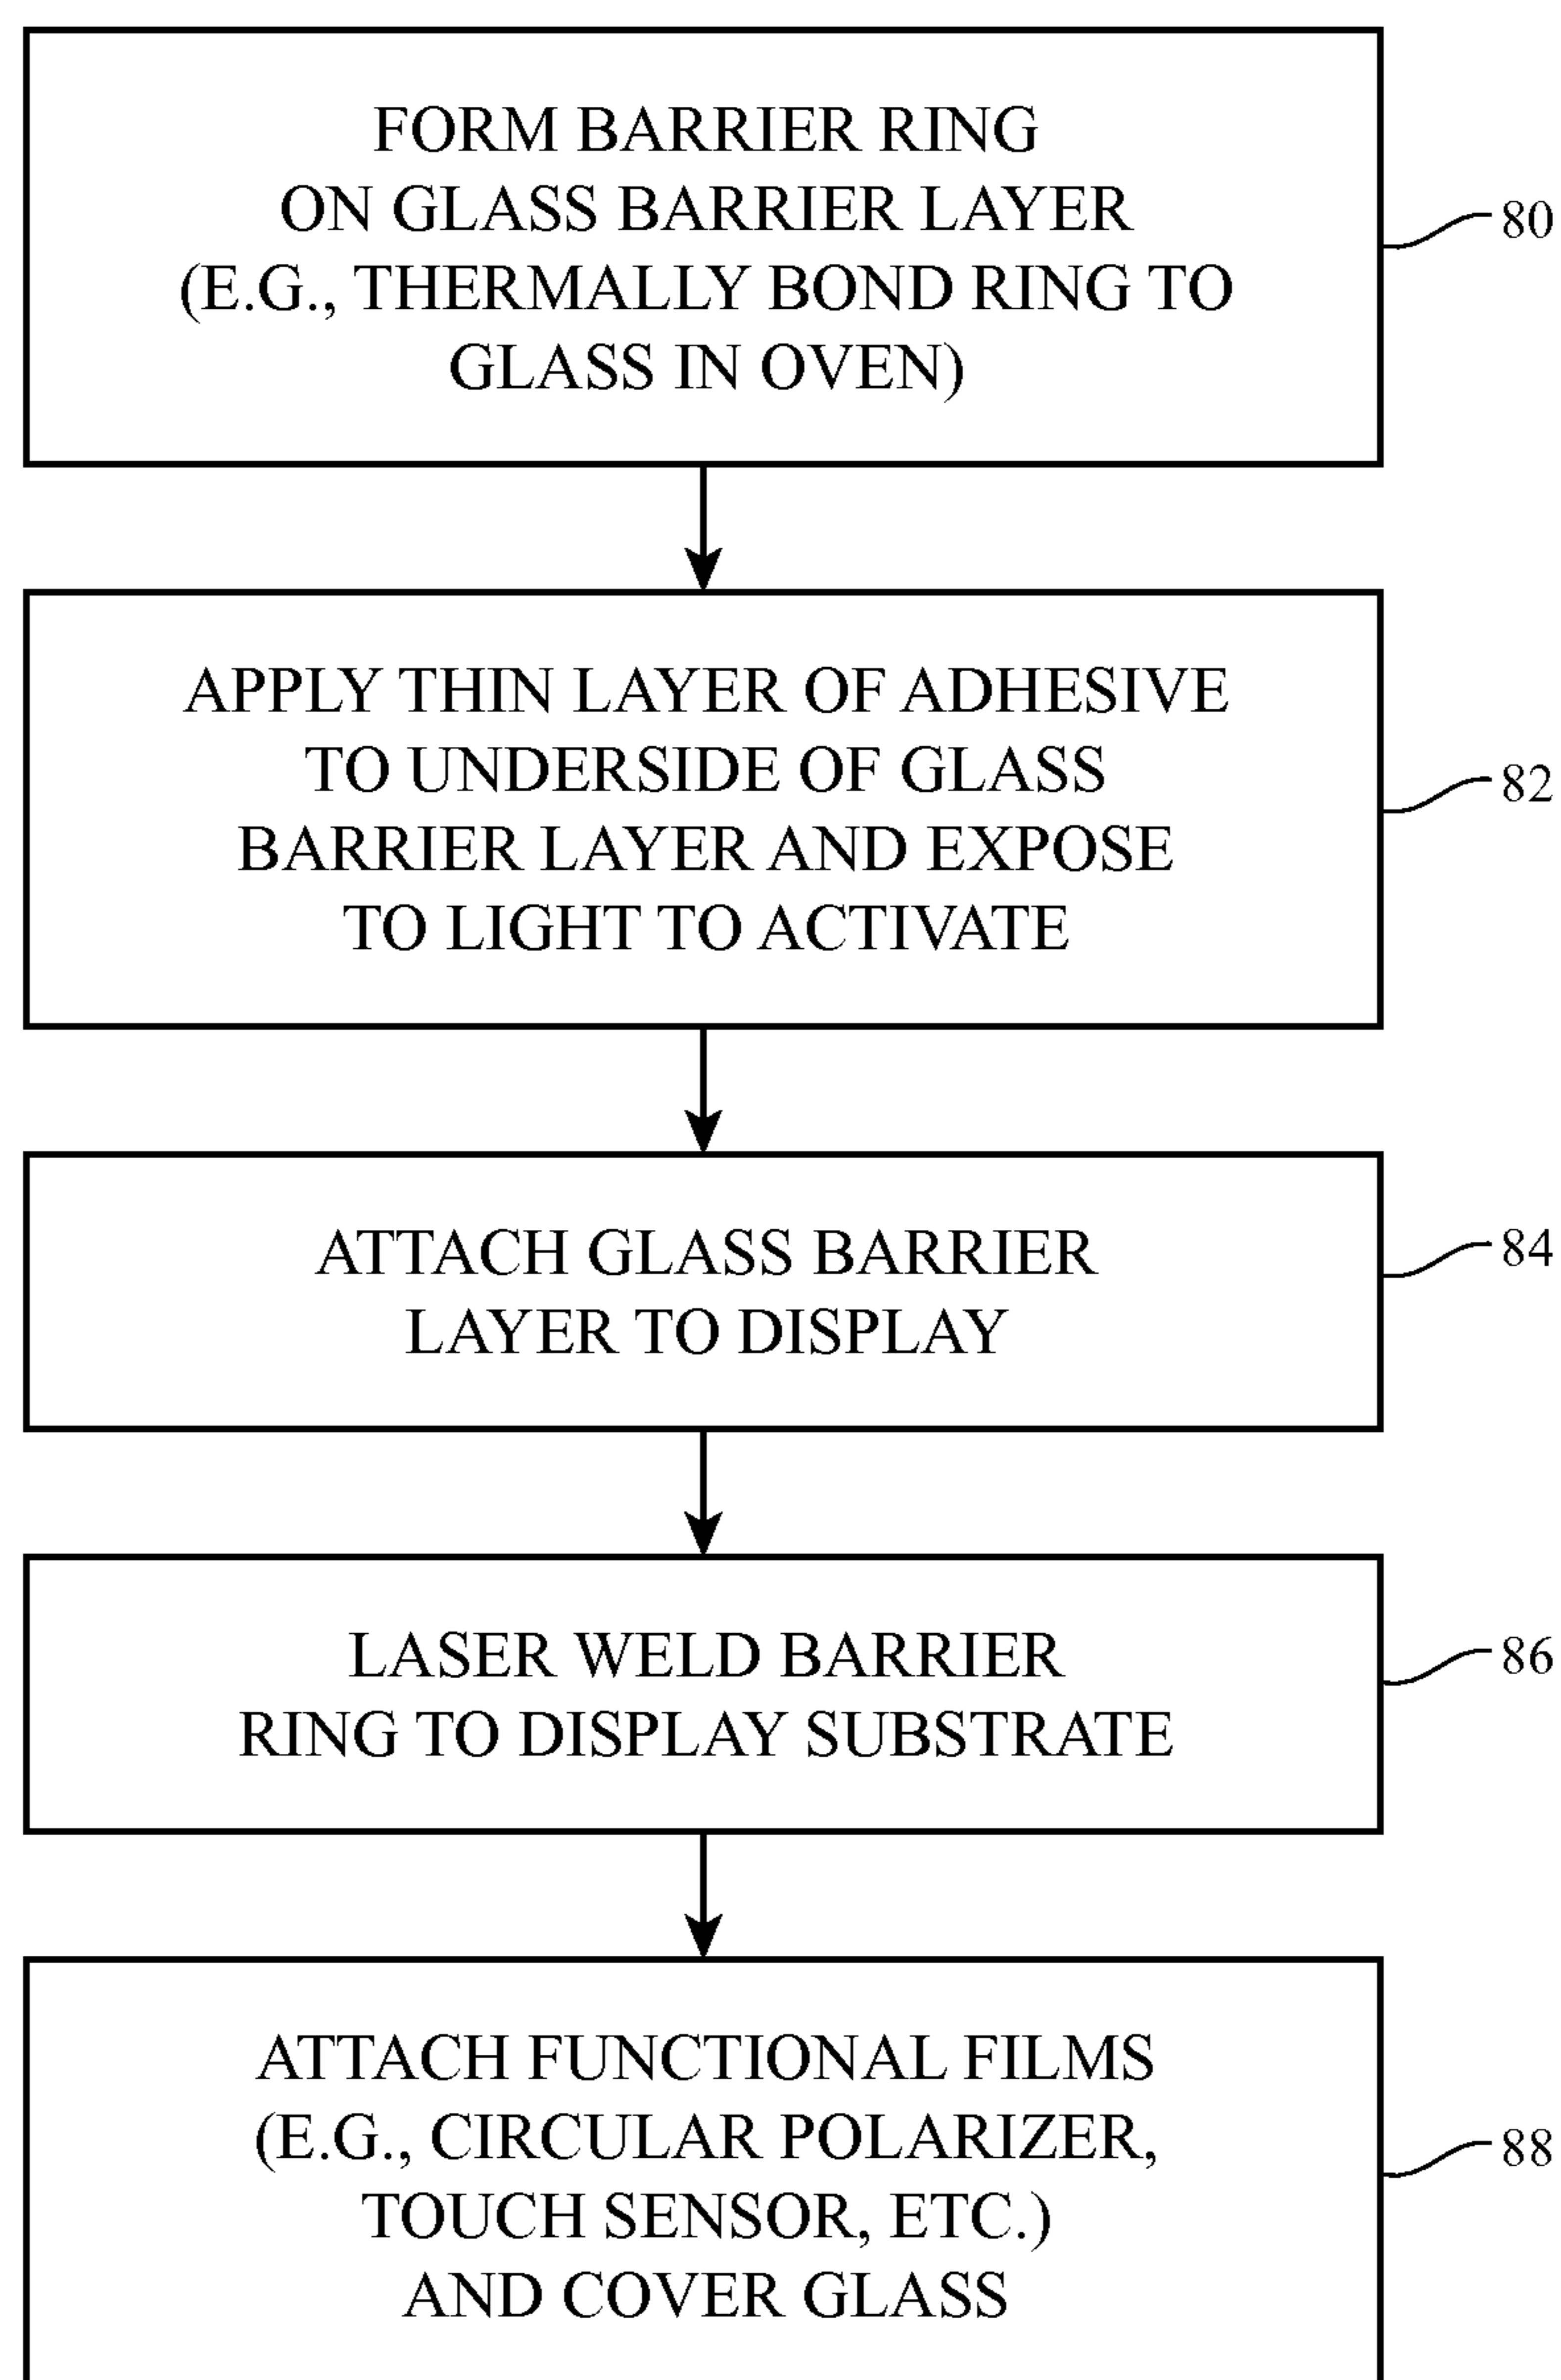 FORM BARRIER RING
ON GLASS BARRIER LAYER
(E.G., THERMALLY BOND RING TO
GLASS IN OVEN)
80
APPLY THIN LAYER OF ADHESIVE
TO UNDERSIDE OF GLASS
BARRIER LAYER AND EXPOSE
TO LIGHT TO ACTIVATE
82
ATTACH GLASS BARRIER
LAYER TO DISPLAY
84
LASER WELD BARRIER
RING TO DISPLAY SUBSTRATE
86
ATTACH FUNCTIONAL FILMS
(E.G., CIRCULAR POLARIZER,
TOUCH SENSOR, ETC.)
AND COVER GLASS
88